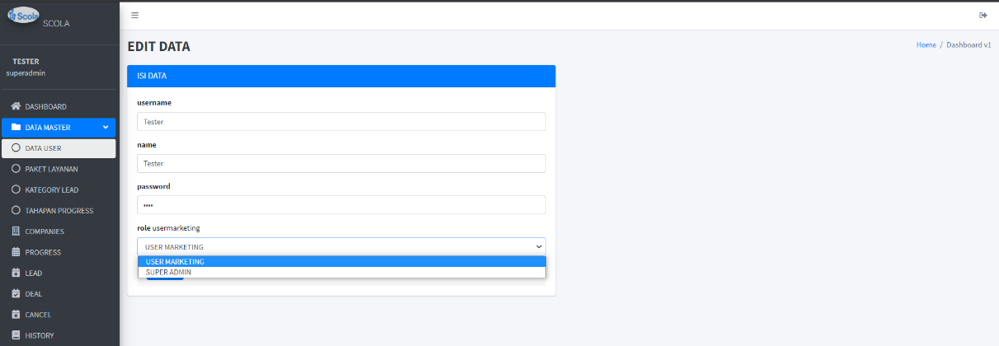 Scola
SCOLA
TESTER
superadmin
DASHBOARD
DATA MASTER
DATA USER
PAKET LAYANAN
KATEGORY LEAD
TAHAPAN PROGRESS
COMPANIES
PROGRESS
LEAD
DEAL
CANCEL
HISTORY
EDIT DATA
Home / Dashboard v1
ISI DATA
username
Tester
name
Tester
password
••••
role usermarketing
USER MARKETING
USER MARKETING
SUPER ADMIN